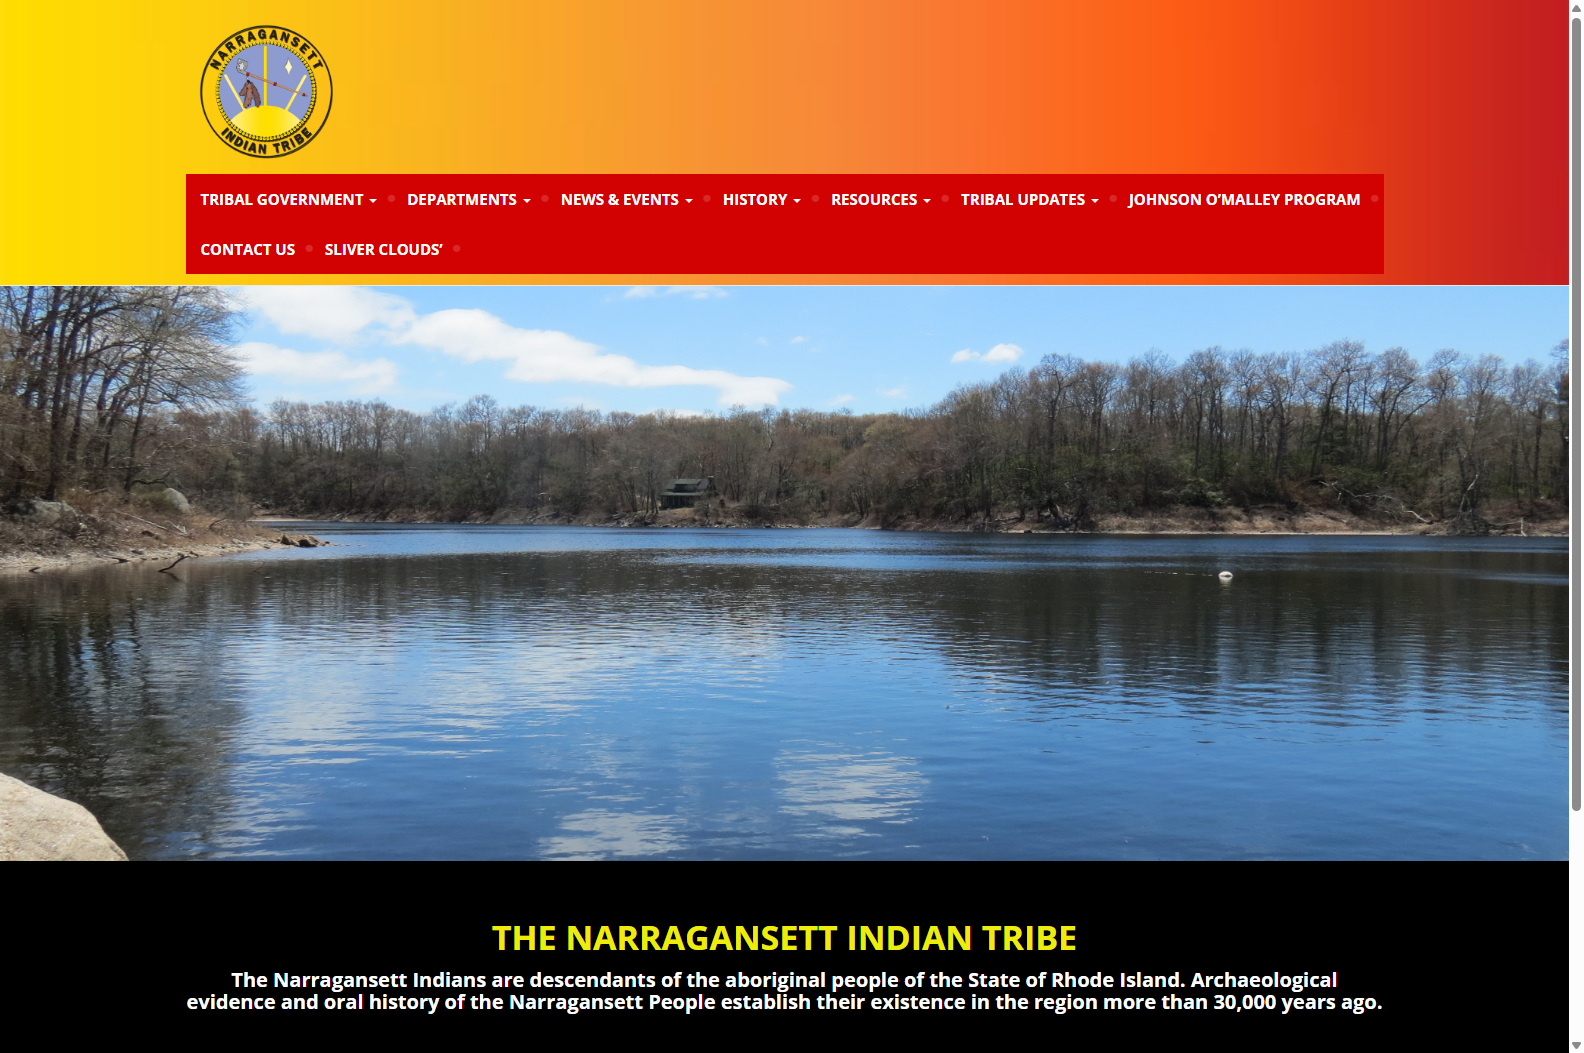 NARRAGANSETT
INDIAN TRIBE
TRIBAL GOVERNMENT DEPARTMENTS NEWS & EVENTS HISTORY RESOURCES TRIBAL UPDATES JOHNSON O’MALLEY PROGRAM
CONTACT US SLIVER CLOUDS’
THE NARRAGANSETT INDIAN TRIBE
The Narragansett Indians are descendants of the aboriginal people of the State of Rhode Island. Archaeological
evidence and oral history of the Narragansett People establish their existence in the region more than 30,000 years ago.